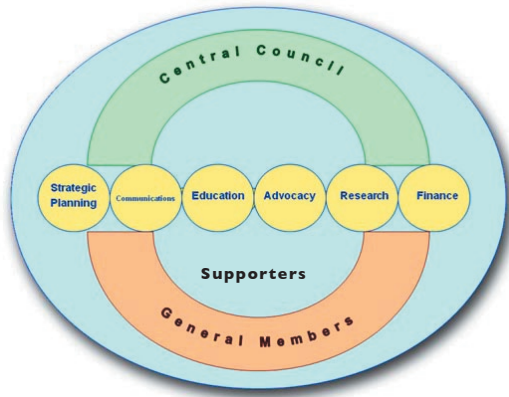 Central Council
Strategic
Planning
Communications
Education
Advocacy
Research
Finance
Supporters
General Members